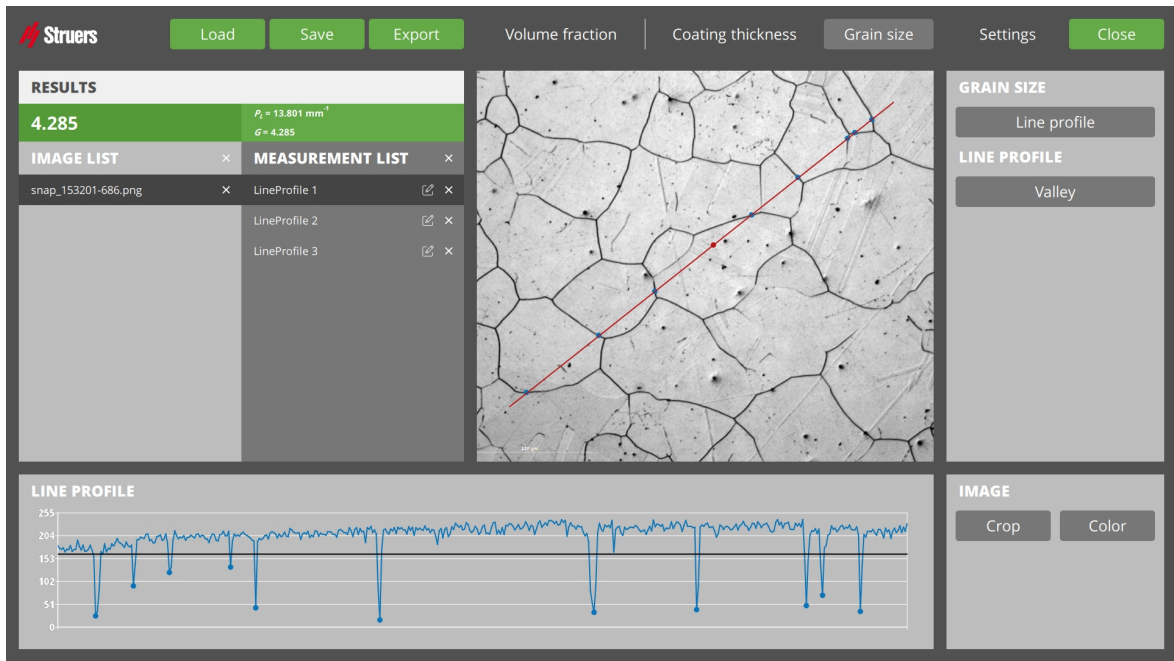 Struers
Load
Save
Export
Volume fraction
Coating thickness
Grain size
Settings
Close
RESULTS
4.285
P_L = 13.801 mm⁻¹
G = 4.285
IMAGE LIST ×
MEASUREMENT LIST ×
snap_153201-686.png ×
LineProfile 1 ×
LineProfile 2 ×
LineProfile 3 ×
GRAIN SIZE
Line profile
LINE PROFILE
Valley
LINE PROFILE
255
204
153
102
51
0
IMAGE
Crop
Color